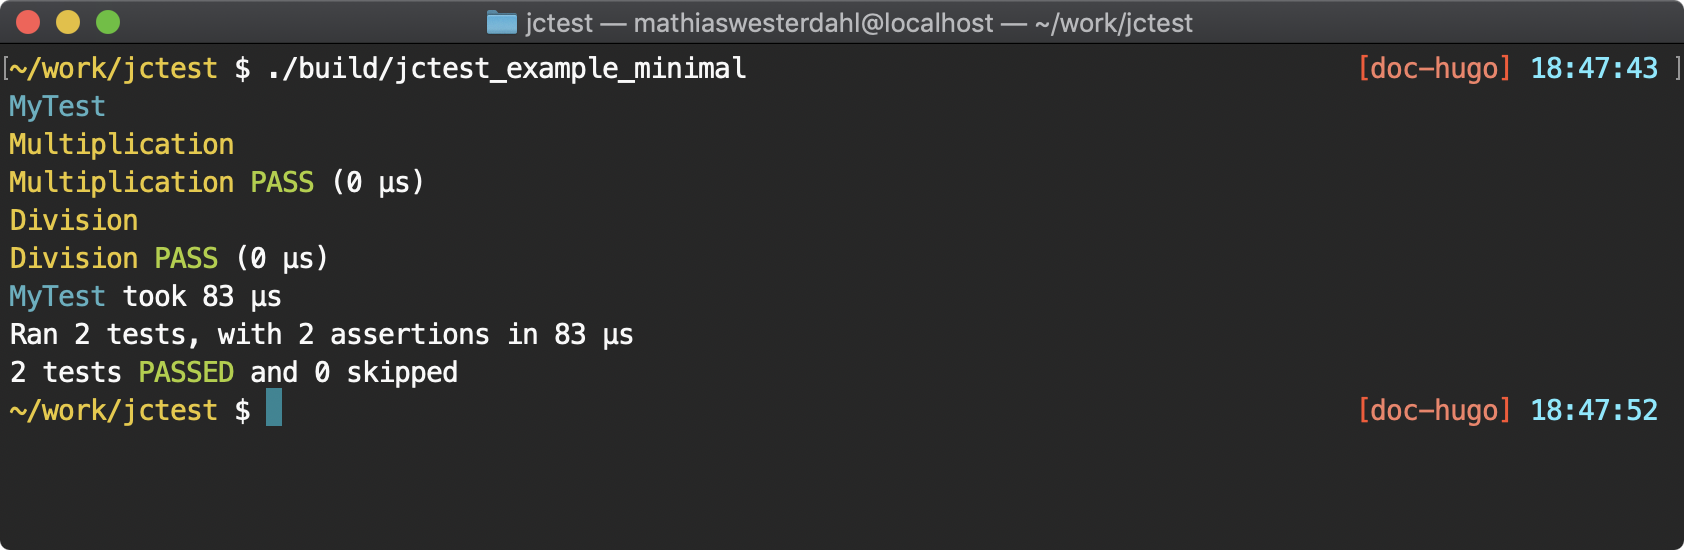 jctest — mathiaswesterdahl@localhost — ~/work/jctest
[~/work/jctest $ ./build/jctest_example_minimal [doc-hugo] 18:47:43 ]
MyTest
Multiplication
Multiplication PASS (0 µs)
Division
Division PASS (0 µs)
MyTest took 83 µs
Ran 2 tests, with 2 assertions in 83 µs
2 tests PASSED and 0 skipped
~/work/jctest $ [doc-hugo] 18:47:52